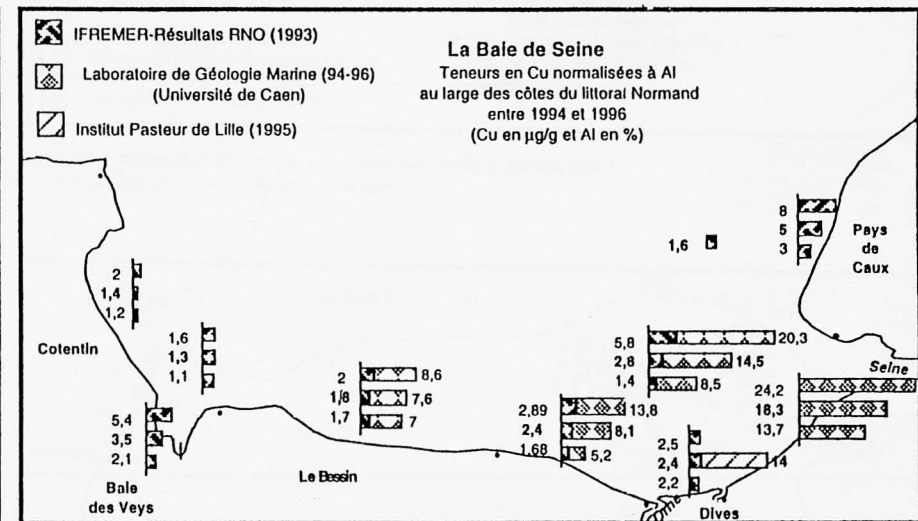 IFREMER-Résultats RNO (1993)
Laboratoire de Géologie Marine (94-96)
(Université de Caen)
Institut Pasteur de Lille (1995)
La Baie de Seine
Teneurs en Cu normalisées à Al
au large des côtes du littoral Normand
entre 1994 et 1996
(Cu en µg/g et Al en %)
8
5
3
Pays
de
Caux
1,6
2
1,4
1,2
Cotentin
1,6
1,3
1,1
5,8
20,3
2,8
14,5
1,4
8,5
Seine
2
8,6
1,8
7,6
1,7
7
24,2
18,3
13,7
5,4
3,5
2,1
2,89
13,8
2,4
8,1
1.68
5,2
2,5
2,4
14
2,2
Baie
des Veys
Le Bessin
Dives